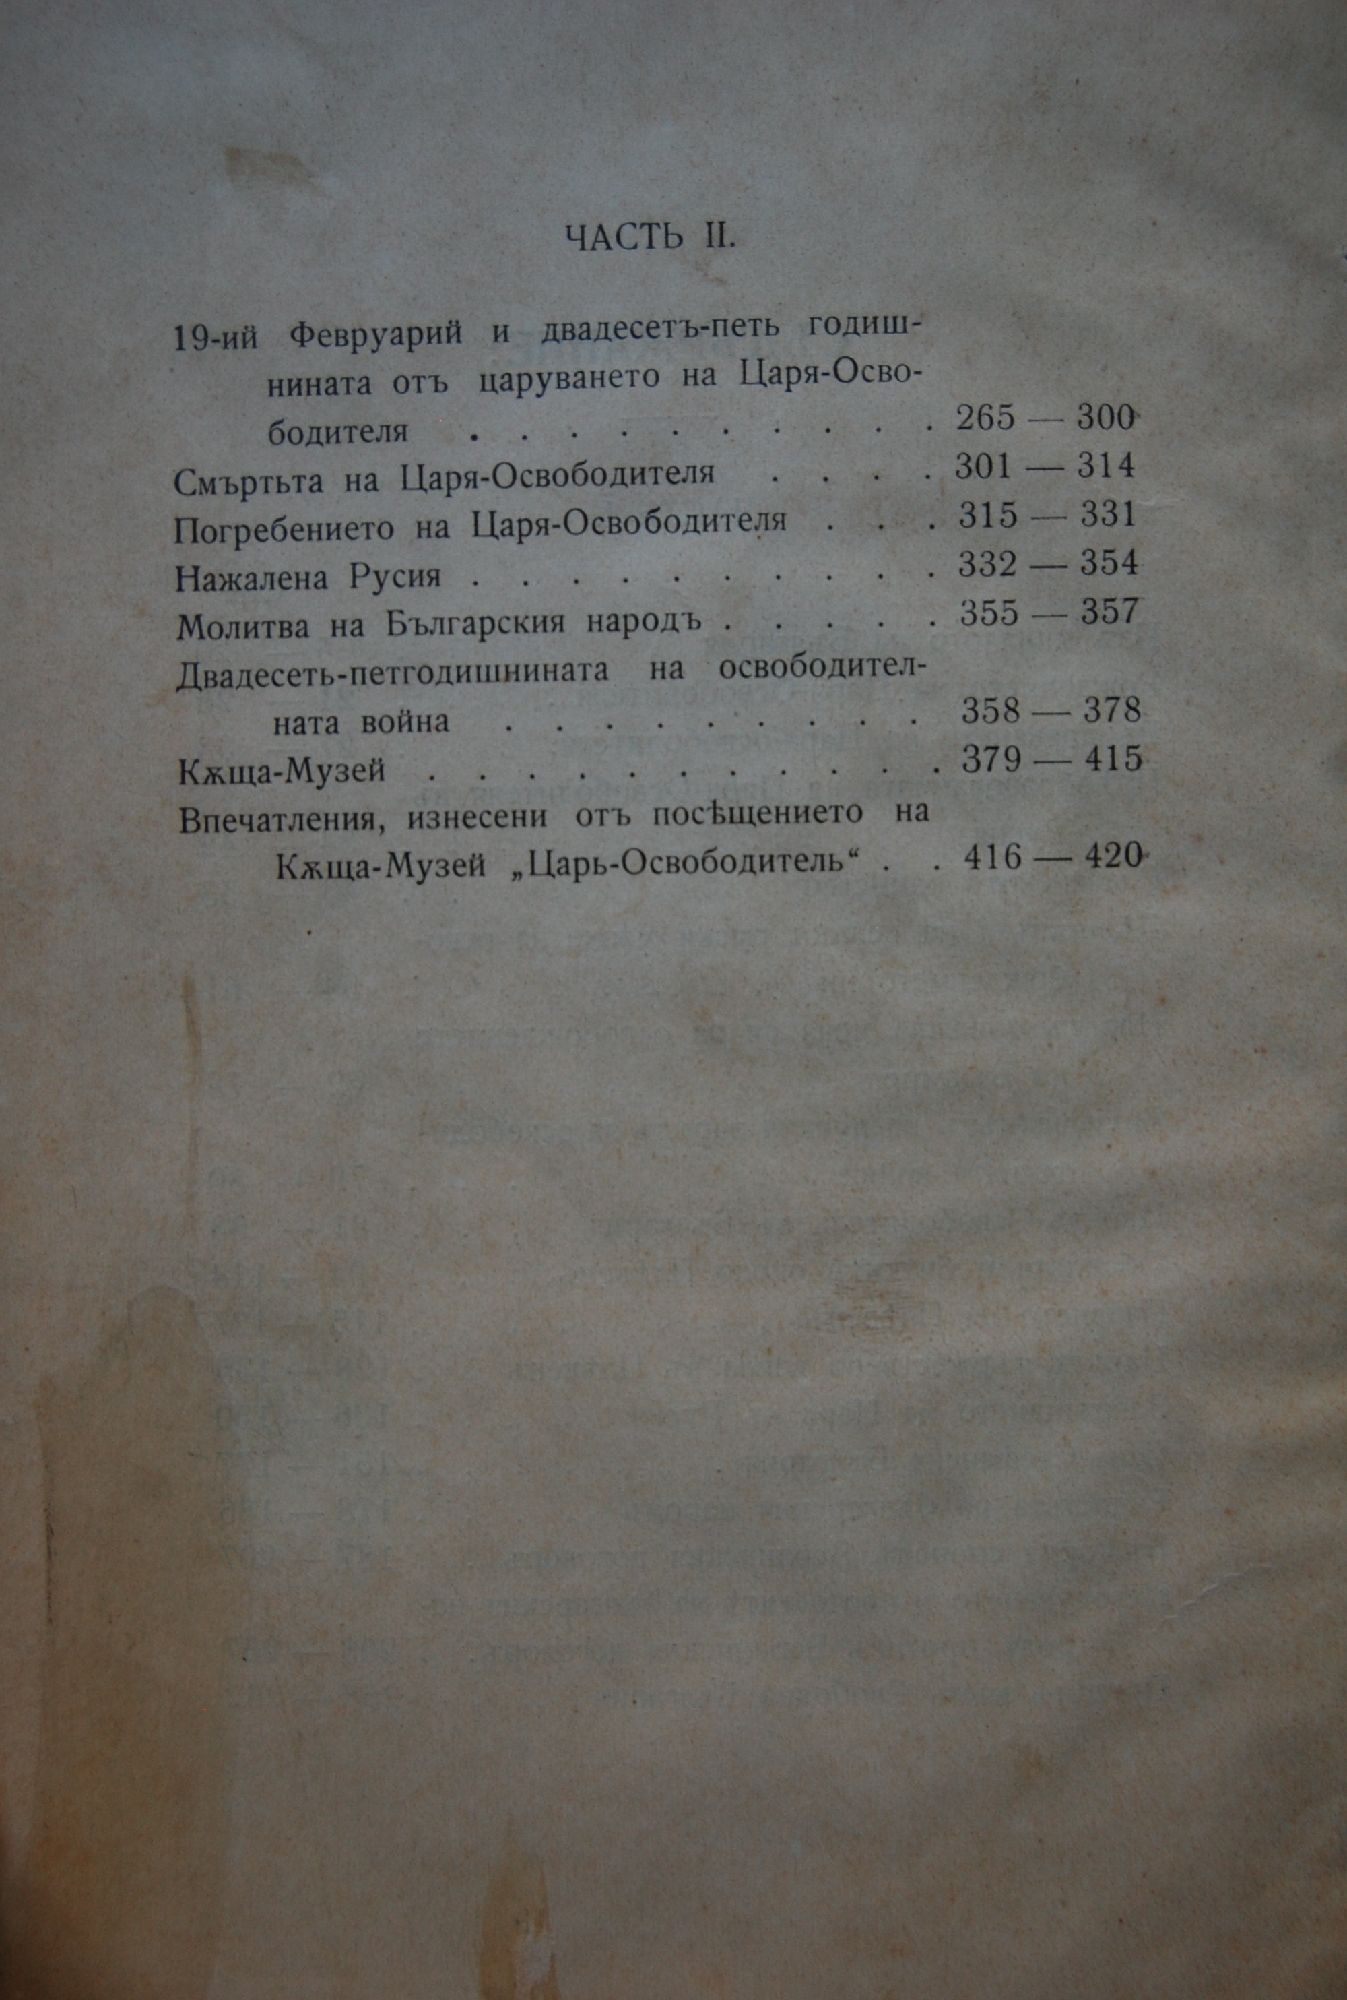 ЧАСТЬ II.
19-ий Февруарий и двадесетъ-петь годиш-
нината отъ царуването на Царя-Осво-
бодителя . . . . . . . . . . 265 — 300
Смъртьта на Царя-Освободителя . . . . 301 — 314
Погребението на Царя-Освободителя . . . 315 — 331
Нажалена Русия . . . . . . . . . . 332 — 354
Молитва на Българския народъ . . . . . 355 — 357
Двадесеть-петгодишнината на освободител-
ната война . . . . . . . . . 358 — 378
Кѫща-Музей . . . . . . . . . . . 379 — 415
Впечатления, изнесени отъ посѣщението на
Кѫща-Музей „Царь-Освободитель“ . . 416 — 420